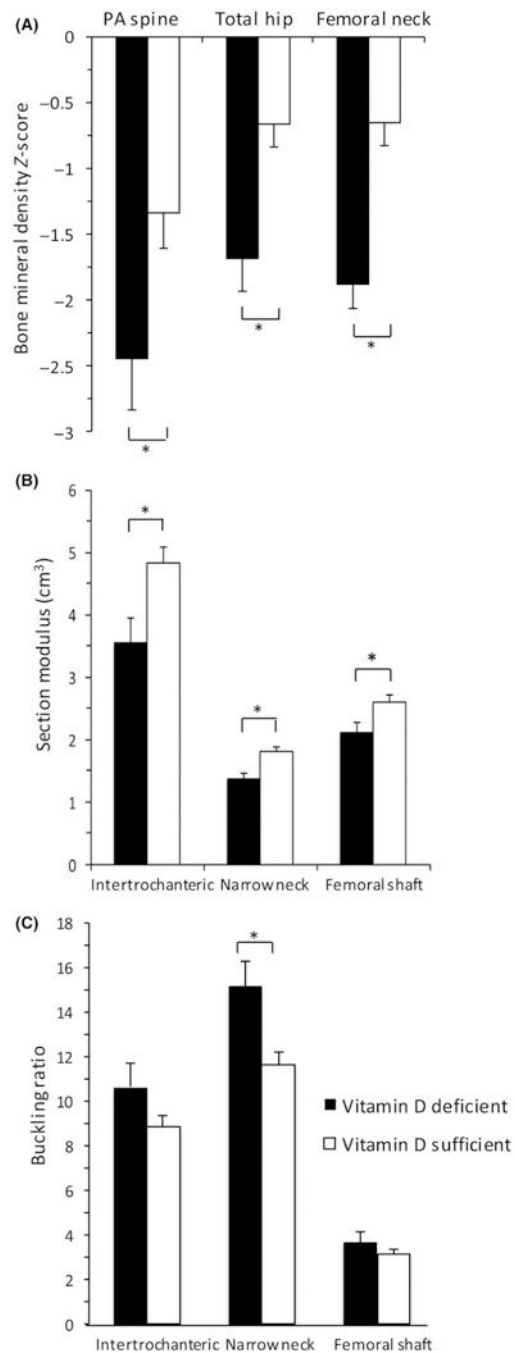 (A)
PA spine Total hip Femoral neck
0
–0.5
–1
–1.5
–2
–2.5
–3
Bone mineral density Z-score
*
*
*
(B)
6
5
4
3
2
1
0
Section modulus (cm³)
*
*
*
Intertrochanteric Narrow neck Femoral shaft
(C)
18
16
14
12
10
8
6
4
2
0
Buckling ratio
*
Vitamin D deficient
Vitamin D sufficient
Intertrochanteric Narrow neck Femoral shaft